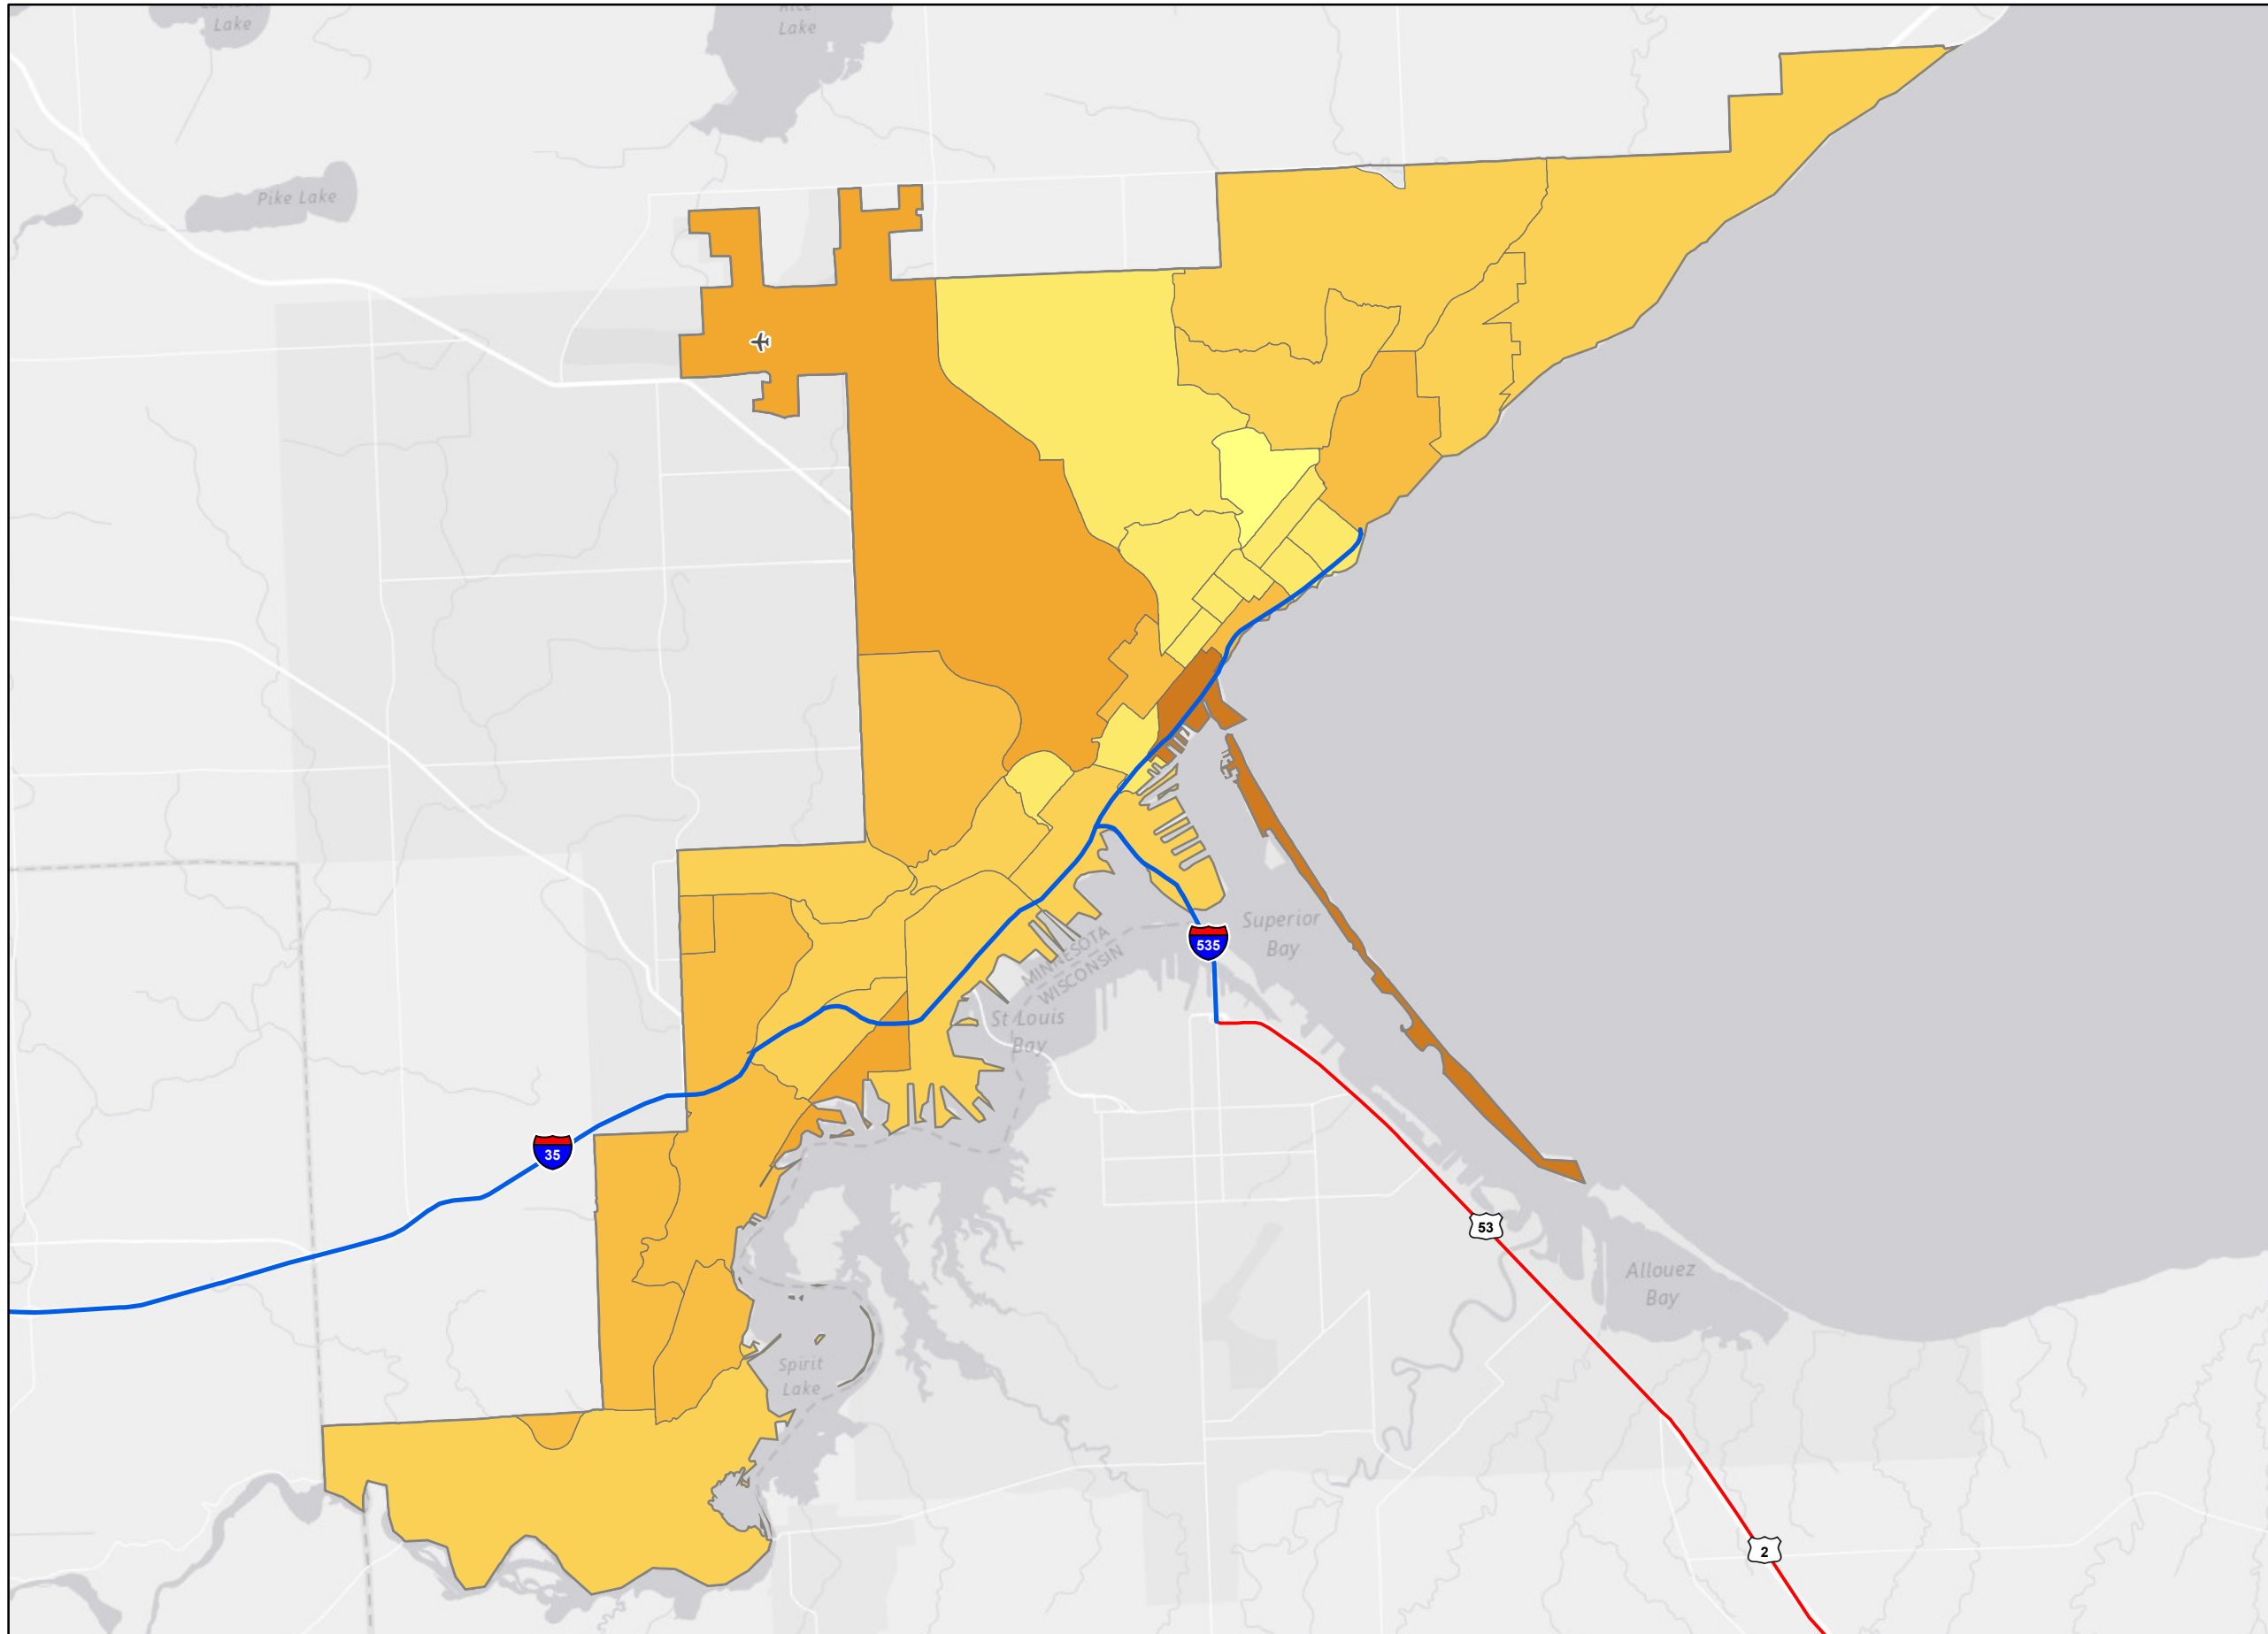 Lake
Lake
Pike Lake
Superior
Bay
535
MINNESOTA
WISCONSIN
St Louis
Bay
35
53
Allouez
Bay
Spirit
Lake
2